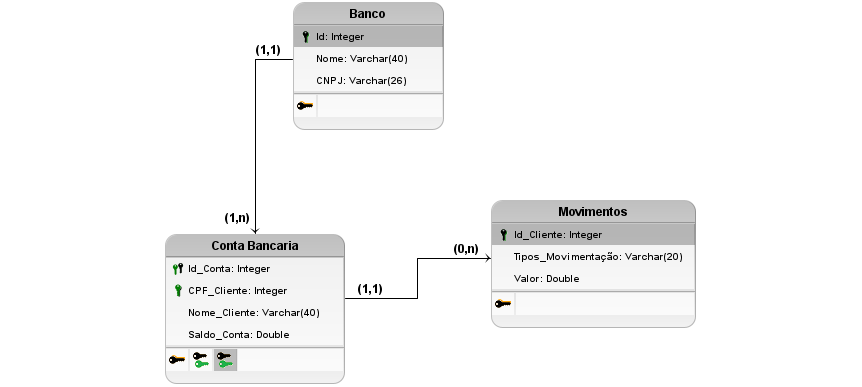 Banco
Id: Integer
Nome: Varchar(40)
CNPJ: Varchar(26)
(1,1)
(1,n)
Conta Bancaria
Id_Conta: Integer
CPF_Cliente: Integer
Nome_Cliente: Varchar(40)
Saldo_Conta: Double
(1,1)
(0,n)
Movimentos
Id_Cliente: Integer
Tipos_Movimentação: Varchar(20)
Valor: Double